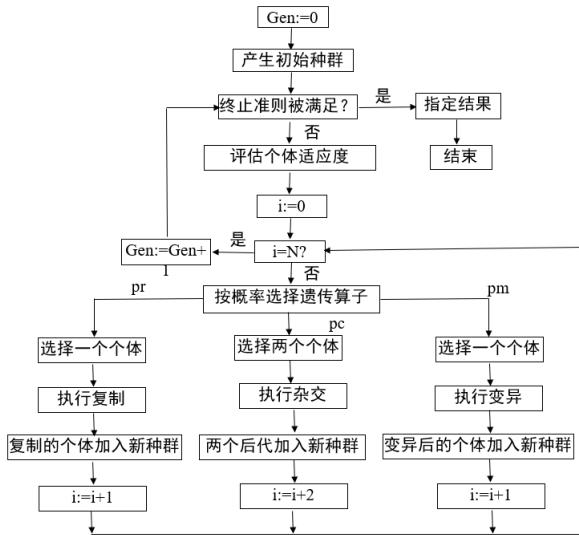 Gen:=0
产生初始种群
终止准则被满足?
是
指定结果
否
评估个体适应度
结束
i:=0
是
Gen:=Gen+
1
i=N?
否
pr
按概率选择遗传算子
pm
pc
选择一个个体
选择两个个体
选择一个个体
执行复制
执行杂交
执行变异
复制的个体加入新种群
两个后代加入新种群
变异后的个体加入新种群
i:=i+1
i:=i+2
i:=i+1